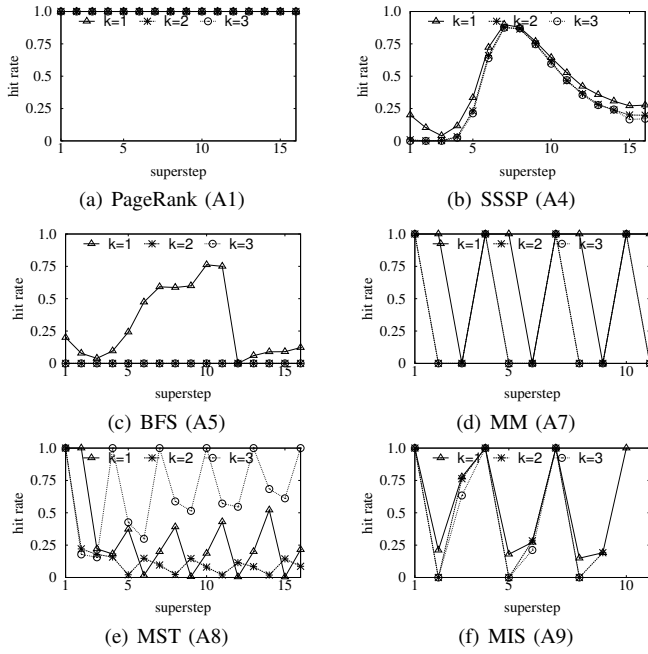 1.0
0.75
0.5
0.25
0
hit rate
k=1 k=2 k=3
1 5 10 15
superstep
(a) PageRank (A1)
1.0
0.75
0.5
0.25
0
hit rate
k=1 k=2 k=3
1 5 10 15
superstep
(b) SSSP (A4)
1.0
0.75
0.5
0.25
0
hit rate
k=1 k=2 k=3
1 5 10 15
superstep
(c) BFS (A5)
1.0
0.75
0.5
0.25
0
hit rate
k=1 k=2 k=3
1 5 10
superstep
(d) MM (A7)
1.0
0.75
0.5
0.25
0
hit rate
k=1 k=2 k=3
1 5 10 15
superstep
(e) MST (A8)
1.0
0.75
0.5
0.25
0
hit rate
k=1 k=2 k=3
1 5 10
superstep
(f) MIS (A9)